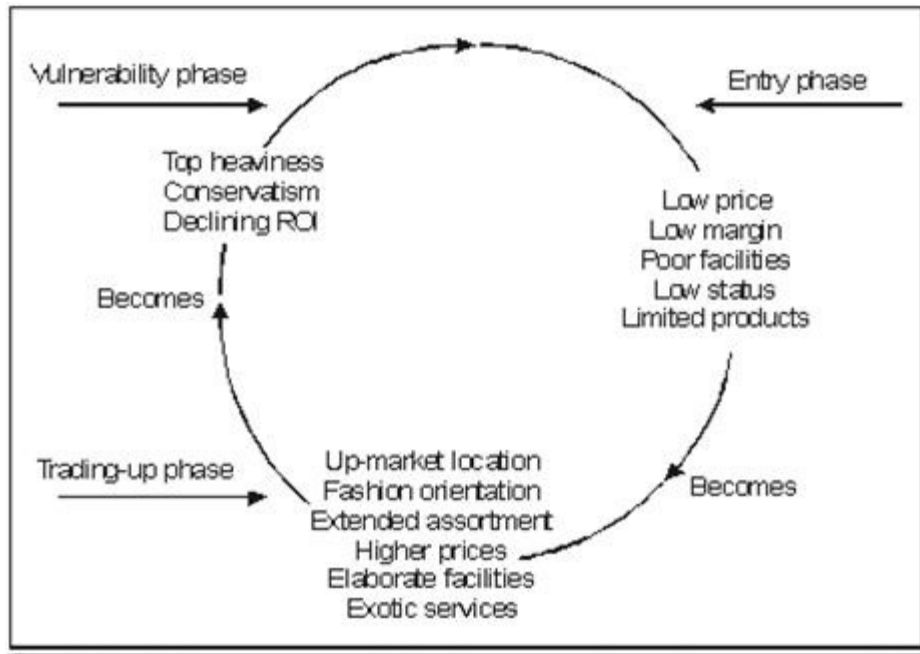 Vulnerability phase
Entry phase
Top heaviness
Conservatism
Declining ROI
Low price
Low margin
Poor facilities
Low status
Limited products
Becomes
Trading-up phase
Up-market location
Fashion orientation
Extended assortment
Higher prices
Elaborate facilities
Exotic services
Becomes